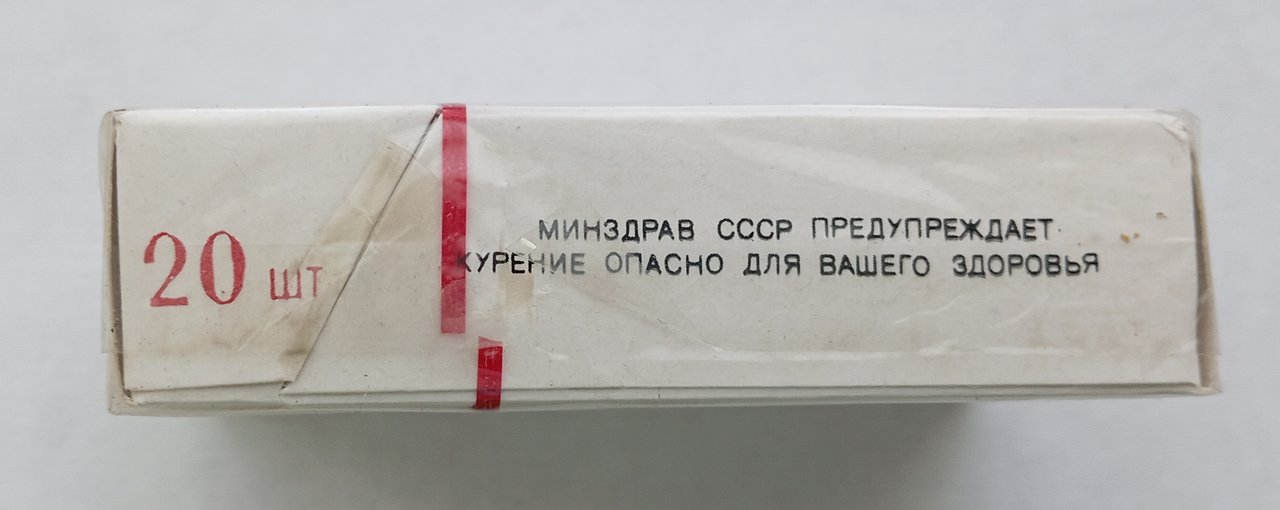 20 шт
МИНЗДРАВ СССР ПРЕДУПРЕЖДАЕТ
КУРЕНИЕ ОПАСНО ДЛЯ ВАШЕГО ЗДОРОВЬЯ